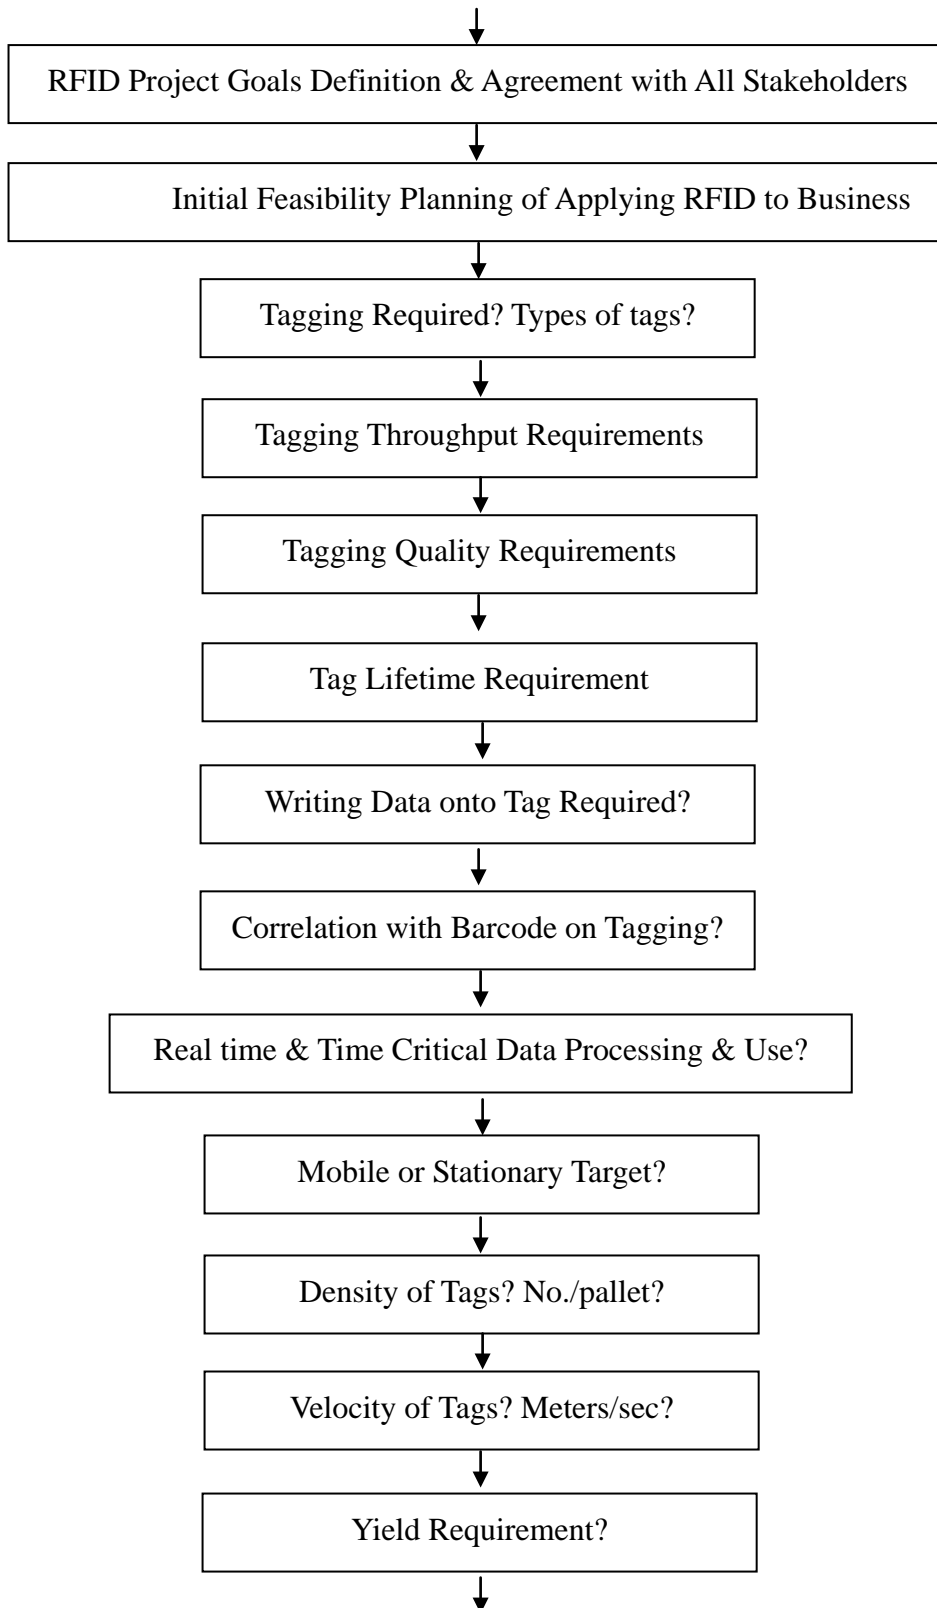 RFID Project Goals Definition & Agreement with All Stakeholders
Initial Feasibility Planning of Applying RFID to Business
Tagging Required? Types of tags?
Tagging Throughput Requirements
Tagging Quality Requirements
Tag Lifetime Requirement
Writing Data onto Tag Required?
Correlation with Barcode on Tagging?
Real time & Time Critical Data Processing & Use?
Mobile or Stationary Target?
Density of Tags? No./pallet?
Velocity of Tags? Meters/sec?
Yield Requirement?